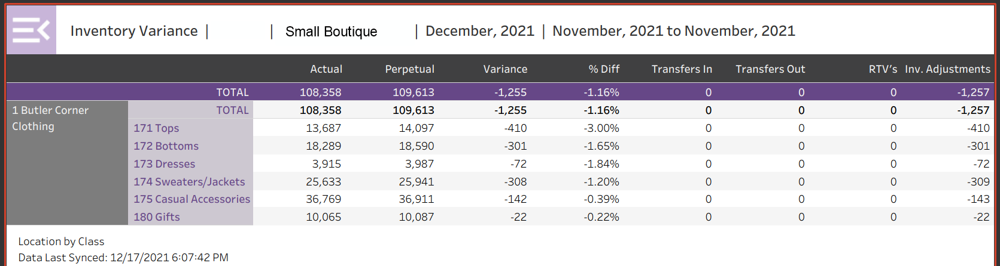 Inventory Variance | | Small Boutique | December, 2021 | November, 2021 to November, 2021
Actual Perpetual Variance % Diff Transfers In Transfers Out RTV's Inv. Adjustments
TOTAL 108,358 109,613 -1,255 -1.16% 0 0 0 -1,257
1 Butler Corner Clothing TOTAL 108,358 109,613 -1,255 -1.16% 0 0 0 -1,257
171 Tops 13,687 14,097 -410 -3.00% 0 0 0 -410
172 Bottoms 18,289 18,590 -301 -1.65% 0 0 0 -301
173 Dresses 3,915 3,987 -72 -1.84% 0 0 0 -72
174 Sweaters/Jackets 25,633 25,941 -308 -1.20% 0 0 0 -309
175 Casual Accessories 36,769 36,911 -142 -0.39% 0 0 0 -143
180 Gifts 10,065 10,087 -22 -0.22% 0 0 0 -22
Location by Class
Data Last Synced: 12/17/2021 6:07:42 PM